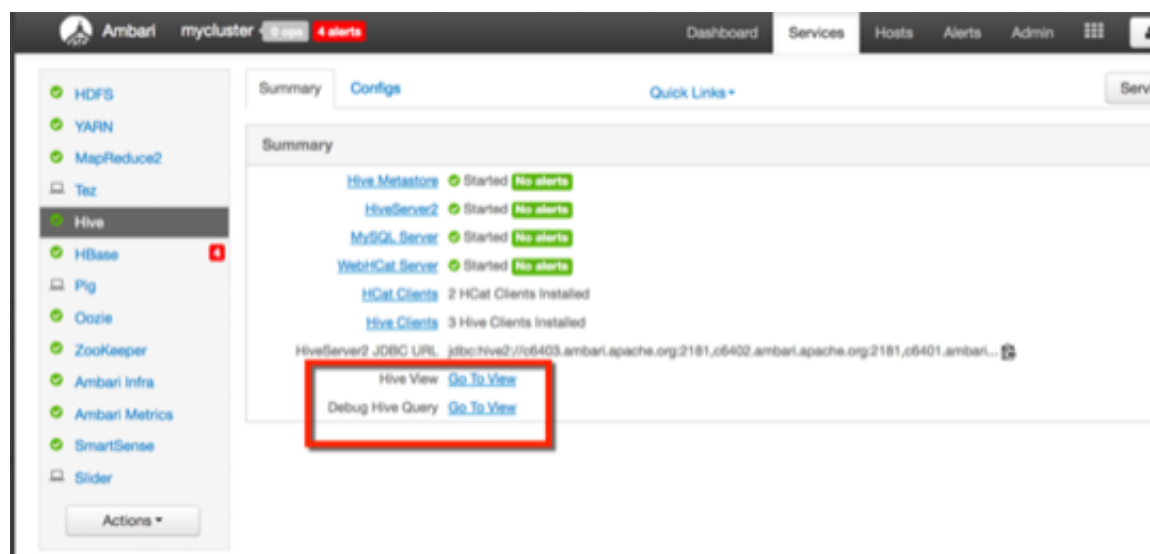 Ambari mycluster 0 ops 4 alerts Dashboard Services Hosts Alerts Admin
HDFS
YARN
MapReduce2
Tez
Hive
HBase 4
Pig
Oozie
ZooKeeper
Ambari Infra
Ambari Metrics
SmartSense
Slider
Actions
Summary Configs Quick Links Servi
Summary
Hive Metastore Started No alerts
HiveServer2 Started No alerts
MySQL Server Started No alerts
WebHCat Server Started No alerts
HCat Clients 2 HCat Clients Installed
Hive Clients 3 Hive Clients Installed
HiveServer2 JDBC URL jdbc:hive2://c6403.ambari.apache.org:2181,c6402.ambari.apache.org:2181,c6401.ambari...
Hive View Go To View
Debug Hive Query Go To View